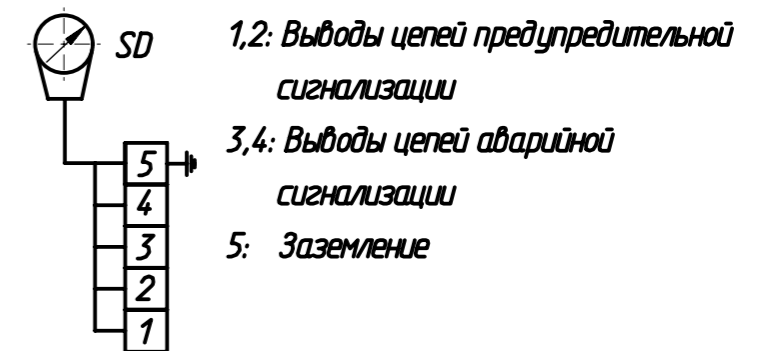 SD
1,2: Выводы цепей предупредительной
сигнализации
3,4: Выводы цепей аварийной
сигнализации
5: Заземление
5
4
3
2
1